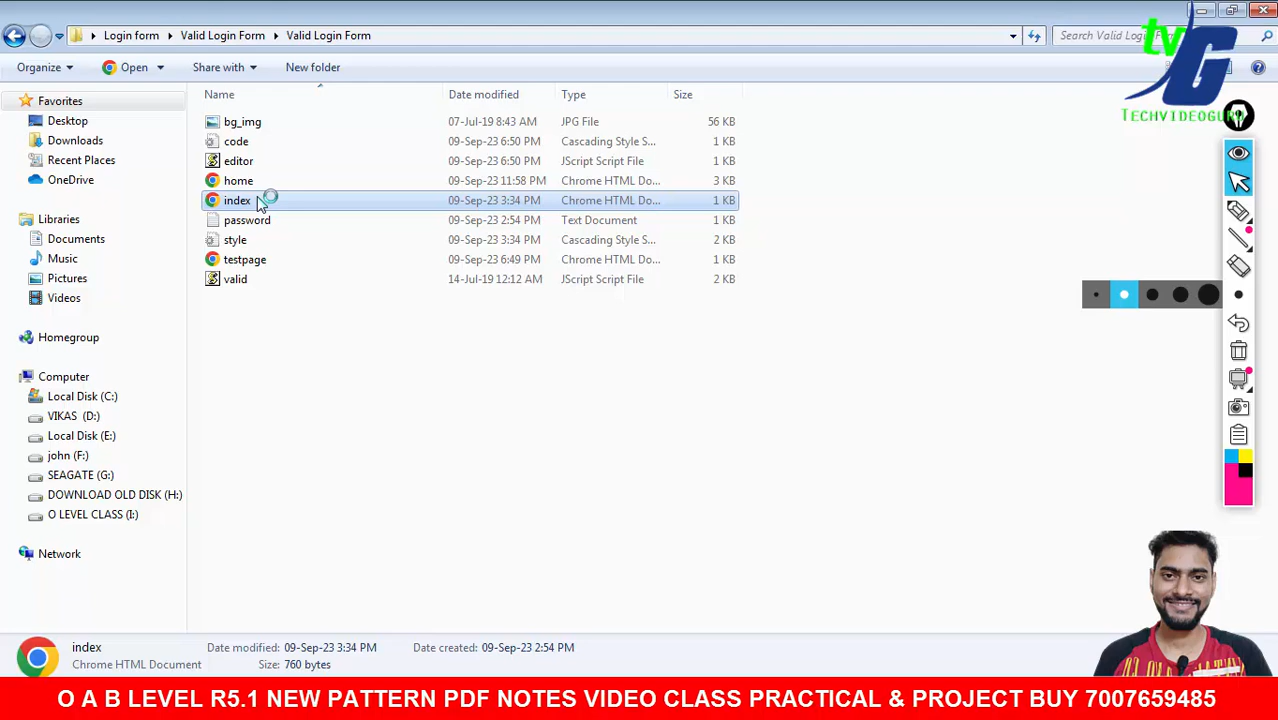 Login form Valid Login Form Valid Login Form Search Valid Login Form
Organize Open Share with New folder
Name Date modified Type Size
bg_img 07-Jul-19 8:43 AM JPG File 56 KB
code 09-Sep-23 6:50 PM Cascading Style S... 1 KB
editor 09-Sep-23 6:50 PM JScript Script File 1 KB
home 09-Sep-23 11:58 PM Chrome HTML Do... 3 KB
index 09-Sep-23 3:34 PM Chrome HTML Do... 1 KB
password 09-Sep-23 2:54 PM Text Document 1 KB
style 09-Sep-23 3:34 PM Cascading Style S... 2 KB
testpage 09-Sep-23 6:49 PM Chrome HTML Do... 1 KB
valid 14-Jul-19 12:12 AM JScript Script File 2 KB
Favorites
Desktop
Downloads
Recent Places
OneDrive
Libraries
Documents
Music
Pictures
Videos
Homegroup
Computer
Local Disk (C:)
VIKAS (D:)
Local Disk (E:)
john (F:)
SEAGATE (G:)
DOWNLOAD OLD DISK (H:)
O LEVEL CLASS (I:)
Network
tvG
TECHVIDEOGURU
index Date modified: 09-Sep-23 3:34 PM Date created: 09-Sep-23 2:54 PM
Chrome HTML Document Size: 760 bytes
O A B LEVEL R5.1 NEW PATTERN PDF NOTES VIDEO CLASS PRACTICAL & PROJECT BUY 7007659485